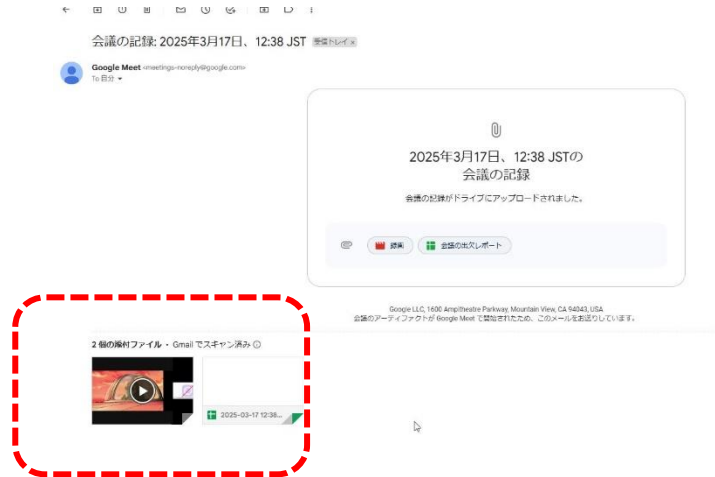 会議の記録: 2025年3月17日、12:38 JST 受信トレイ ×
Google Meet <meetings-noreply@google.com>
To 自分
2025年3月17日、12:38 JSTの
会議の記録
会議の記録がドライブにアップロードされました。
録画 会議の出欠レポート
Google LLC, 1600 Ampitheatre Parkway, Mountain View, CA 94043, USA
会議のアーティファクトが Google Meet で開始されたため、このメールをお送りしています。
2 個の添付ファイル • Gmail でスキャン済み
2025-03-17 12:38...